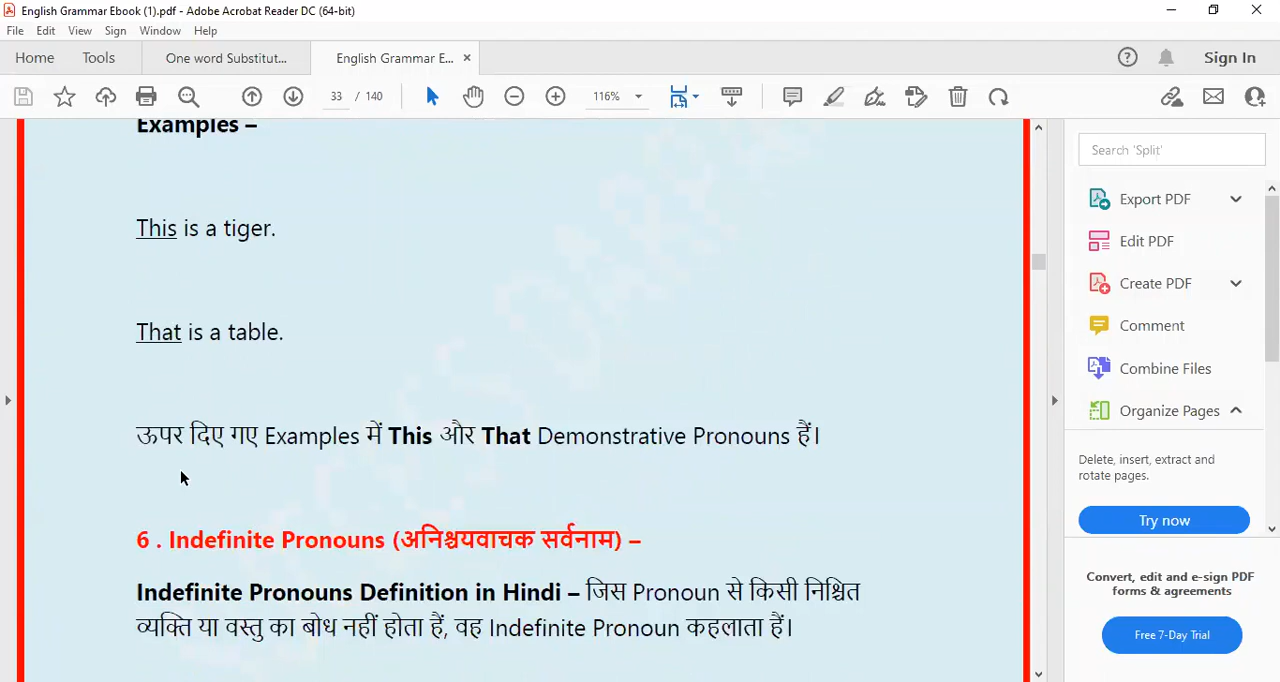 English Grammar Ebook (1).pdf - Adobe Acrobat Reader DC (64-bit)
File Edit View Sign Window Help
Home Tools One word Substitut... English Grammar E... × Sign In
33 / 140 116%
Examples –
This is a tiger.
That is a table.
ऊपर दिए गए Examples में This और That Demonstrative Pronouns हैं।
6 . Indefinite Pronouns (अनिश्चयवाचक सर्वनाम) –
Indefinite Pronouns Definition in Hindi – जिस Pronoun से किसी निश्चित
व्यक्ति या वस्तु का बोध नहीं होता हैं, वह Indefinite Pronoun कहलाता हैं।
Search 'Split'
Export PDF
Edit PDF
Create PDF
Comment
Combine Files
Organize Pages
Delete, insert, extract and
rotate pages.
Try now
Convert, edit and e-sign PDF
forms & agreements
Free 7-Day Trial